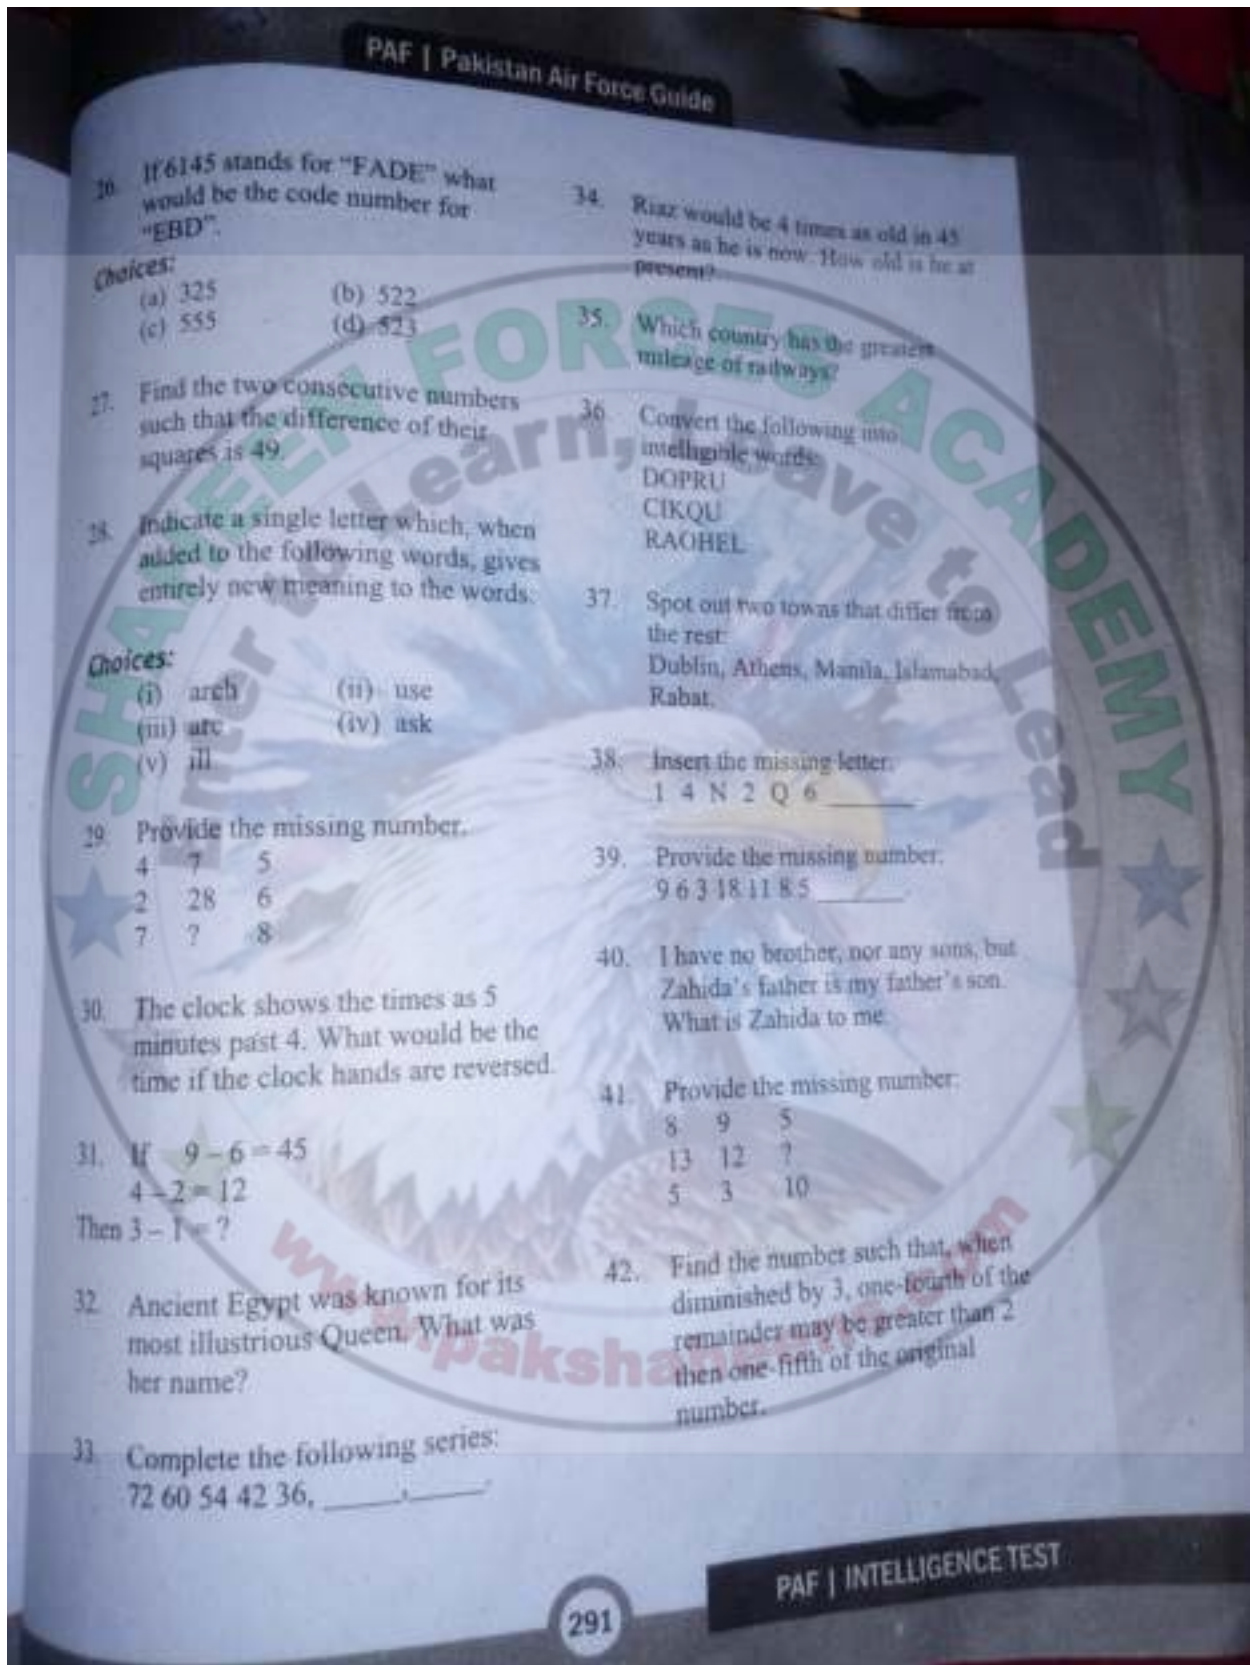 PAF | Pakistan Air Force Guide
26. If 6145 stands for “FADE” what
would be the code number for
“EBD”.
Choices:
(a) 325 (b) 522
(c) 555 (d) 523
27. Find the two consecutive numbers
such that the difference of their
squares is 49.
28. Indicate a single letter which, when
added to the following words, gives
entirely new meaning to the words:
Choices:
(i) arch (ii) use
(iii) arc (iv) ask
(v) ill
29. Provide the missing number.
4 7 5
2 28 6
7 ? 8
30. The clock shows the times as 5
minutes past 4. What would be the
time if the clock hands are reversed.
31. If 9 – 6 = 45
4 – 2 = 12
Then 3 – 1 = ?
32. Ancient Egypt was known for its
most illustrious Queen. What was
her name?
33. Complete the following series:
72 60 54 42 36, _____,_____.
34. Riaz would be 4 times as old in 45
years as he is now. How old is he at
present?
35. Which country has the greatest
mileage of railways?
36. Convert the following into
intelligible words:
DOPRU
CIKQU
RAOHEL
37. Spot out two towns that differ from
the rest:
Dublin, Athens, Manila, Islamabad,
Rabat.
38. Insert the missing letter.
1 4 N 2 Q 6 ______
39. Provide the missing number.
9 6 3 18 11 8 5 ______
40. I have no brother, nor any sons, but
Zahida's father is my father's son.
What is Zahida to me.
41. Provide the missing number:
8 9 5
13 12 ?
5 3 10
42. Find the number such that, when
diminished by 3, one-fourth of the
remainder may be greater than 2
then one-fifth of the original
number.
PAF | INTELLIGENCE TEST
291
SHAHEEN FORCES ACADEMY
Enter to Learn, Leave to Lead